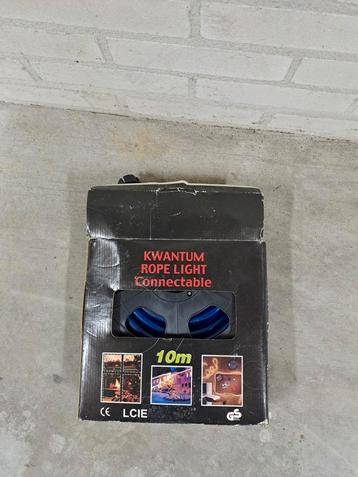 KWANTUM
ROPE LIGHT
Connectable
10m
CE LCIE